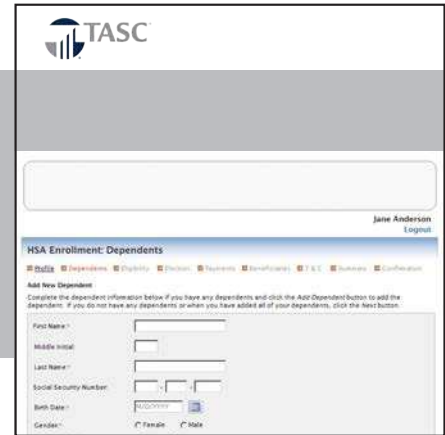 TASC
Jane Anderson
Logout
HSA Enrollment: Dependents
Profile Dependents Eligibility Election Payments Beneficiaries T & C Summary Confirmation
Add New Dependent
Complete the dependent information below if you have any dependents and click the Add Dependent button to add the
dependent. If you do not have any dependents or when you have added all of your dependents, click the Next button.
First Name:*
Middle Initial:
Last Name:*
Social Security Number:
- -
Birth Date:* M/D/YYYY
Gender:* Female Male